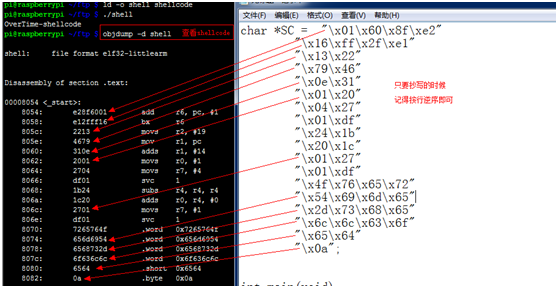 pi@raspberrypi ~/ftp $ ld -o shell shellcode
pi@raspberrypi ~/ftp $ ./shell
OverTime-shellcode
pi@raspberrypi ~/ftp $ objdump -d shell 查看shellcode
shell:     file format elf32-littlearm
Disassembly of section .text:
00008054 <_start>:
8054: e28f6001 add r6, pc, #1
8058: e12fff16 bx r6
805c: 2213 movs r2, #19
805e: 4679 mov r1, pc
8060: 310e adds r1, #14
8062: 2001 movs r0, #1
8064: 2704 movs r7, #4
8066: df01 svc 1
8068: 1b24 subs r4, r4, r4
806a: 1c20 adds r0, r4, #0
806c: 2701 movs r7, #1
806e: df01 svc 1
8070: 7265764f .word 0x7265764f
8074: 656d6954 .word 0x656d6954
8078: 6568732d .word 0x6568732d
807c: 6f636c6c .word 0x6f636c6c
8080: 6564 .short 0x6564
8082: 0a .byte 0x0a
文件(F) 编辑(E) 格式(O) 查看(V) 帮助(H)
char *SC = "\x01\x60\x8f\xe2"
"\x16\xff\x2f\xe1"
"\x13\x22"
"\x79\x46"
"\x0e\x31"
"\x01\x20"
"\x04\x27"
"\x01\xdf"
"\x24\x1b"
"\x20\x1c"
"\x01\x27"
"\x01\xdf"
"\x4f\x76\x65\x72"
"\x54\x69\x6d\x65"
"\x2d\x73\x68\x65"
"\x6c\x6c\x63\x6f"
"\x65\x64"
"\x0a";
只要抄写的时候
记得按行逆序即可
int main(void)